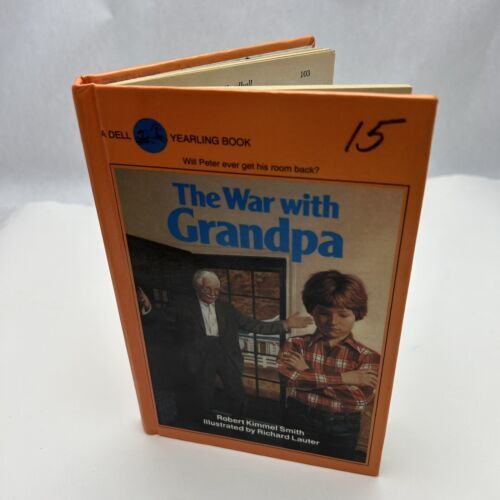 103
A DELL YEARLING BOOK
15
Will Peter ever get his room back?
The War with
Grandpa
Robert Kimmel Smith
Illustrated by Richard Lauter